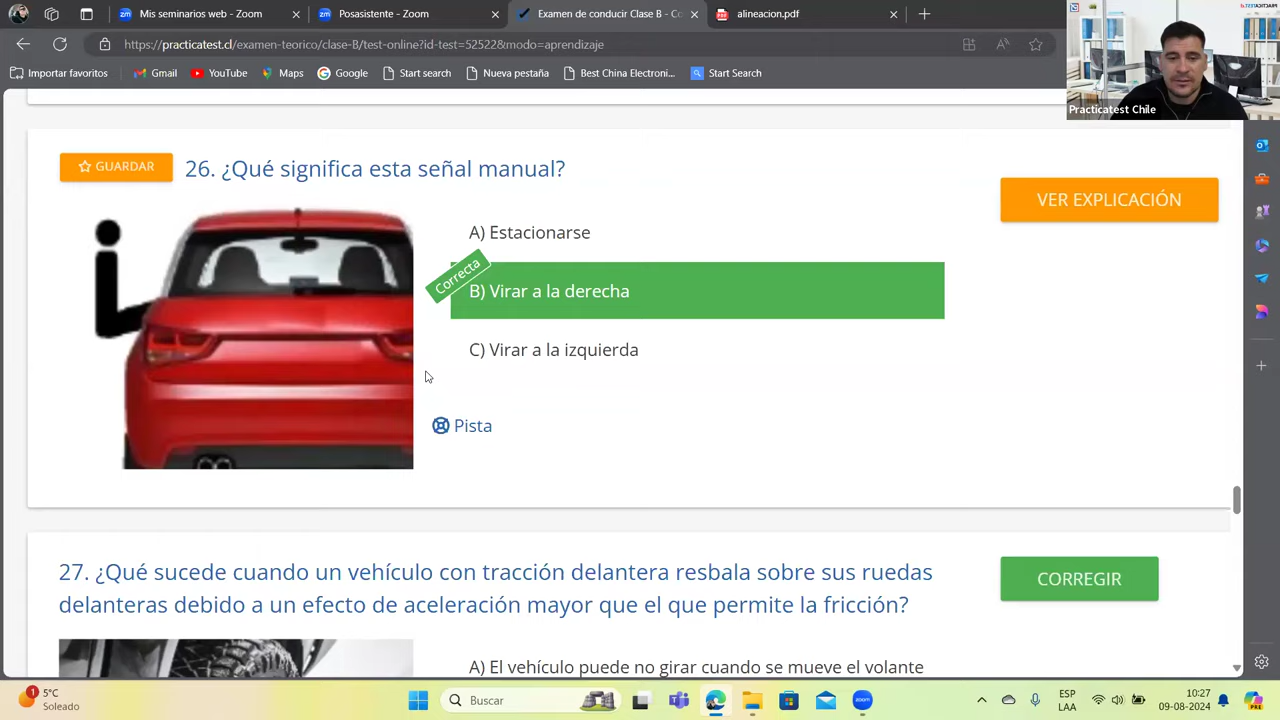 Mis seminarios web - Zoom
Posasistente - Zoom
Examen de conducir Clase B - Co
alineacion.pdf
https://practicatest.cl/examen-teorico/clase-B/test-online?id-test=52522&modo=aprendizaje
Importar favoritos
Gmail
YouTube
Maps
Google
Start search
Nueva pestaña
Best China Electroni...
Start Search
Practicatest Chile
GUARDAR
26. ¿Qué significa esta señal manual?
VER EXPLICACIÓN
A) Estacionarse
Correcta
B) Virar a la derecha
C) Virar a la izquierda
Pista
27. ¿Qué sucede cuando un vehículo con tracción delantera resbala sobre sus ruedas
delanteras debido a un efecto de aceleración mayor que el que permite la fricción?
CORREGIR
A) El vehículo puede no girar cuando se mueve el volante
1
5°C
Soleado
Buscar
zoom
ESP
LAA
10:27
09-08-2024
PRE